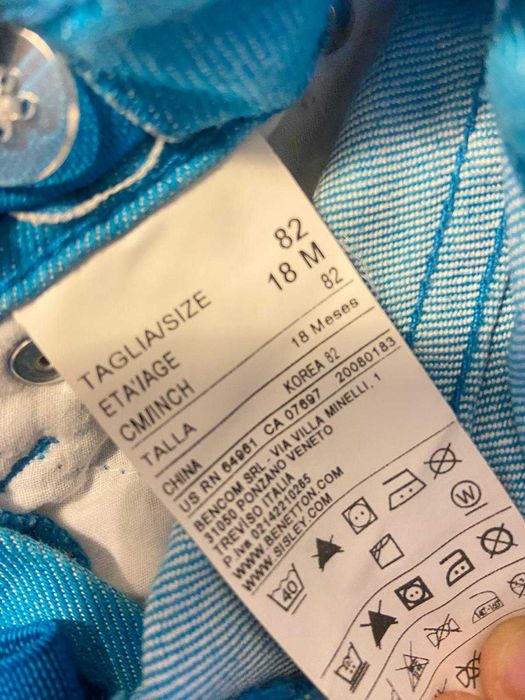 TAGLIA/SIZE 82
ETA'/AGE 18 M
CM/INCH 82
TALLA 18 Meses
CHINA KOREA 82
US RN 64961 CA 07697 20080183
BENCOM SRL, VIA VILLA MINELLI, 1
31050 PONZANO VENETO
TREVISO ITALIA
P iva 02142210265
WWW.BENETTON.COM
WWW.SISLEY.COM
40
W